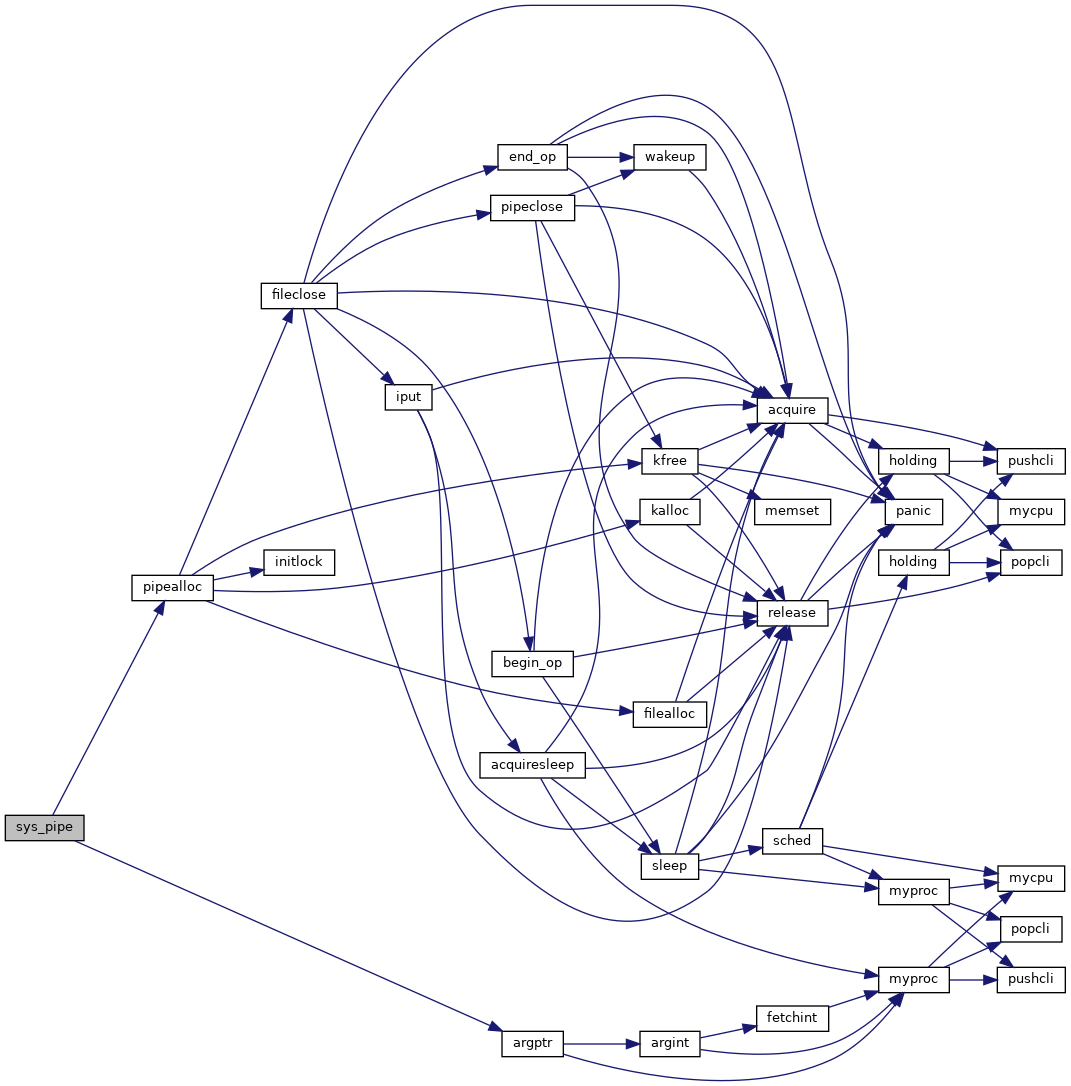 end_op
wakeup
pipeclose
fileclose
iput
acquire
kfree
holding
pushcli
kalloc
memset
panic
mycpu
initlock
holding
popcli
pipealloc
release
begin_op
filealloc
acquiresleep
sys_pipe
sched
sleep
myproc
mycpu
popcli
myproc
pushcli
fetchint
argptr
argint